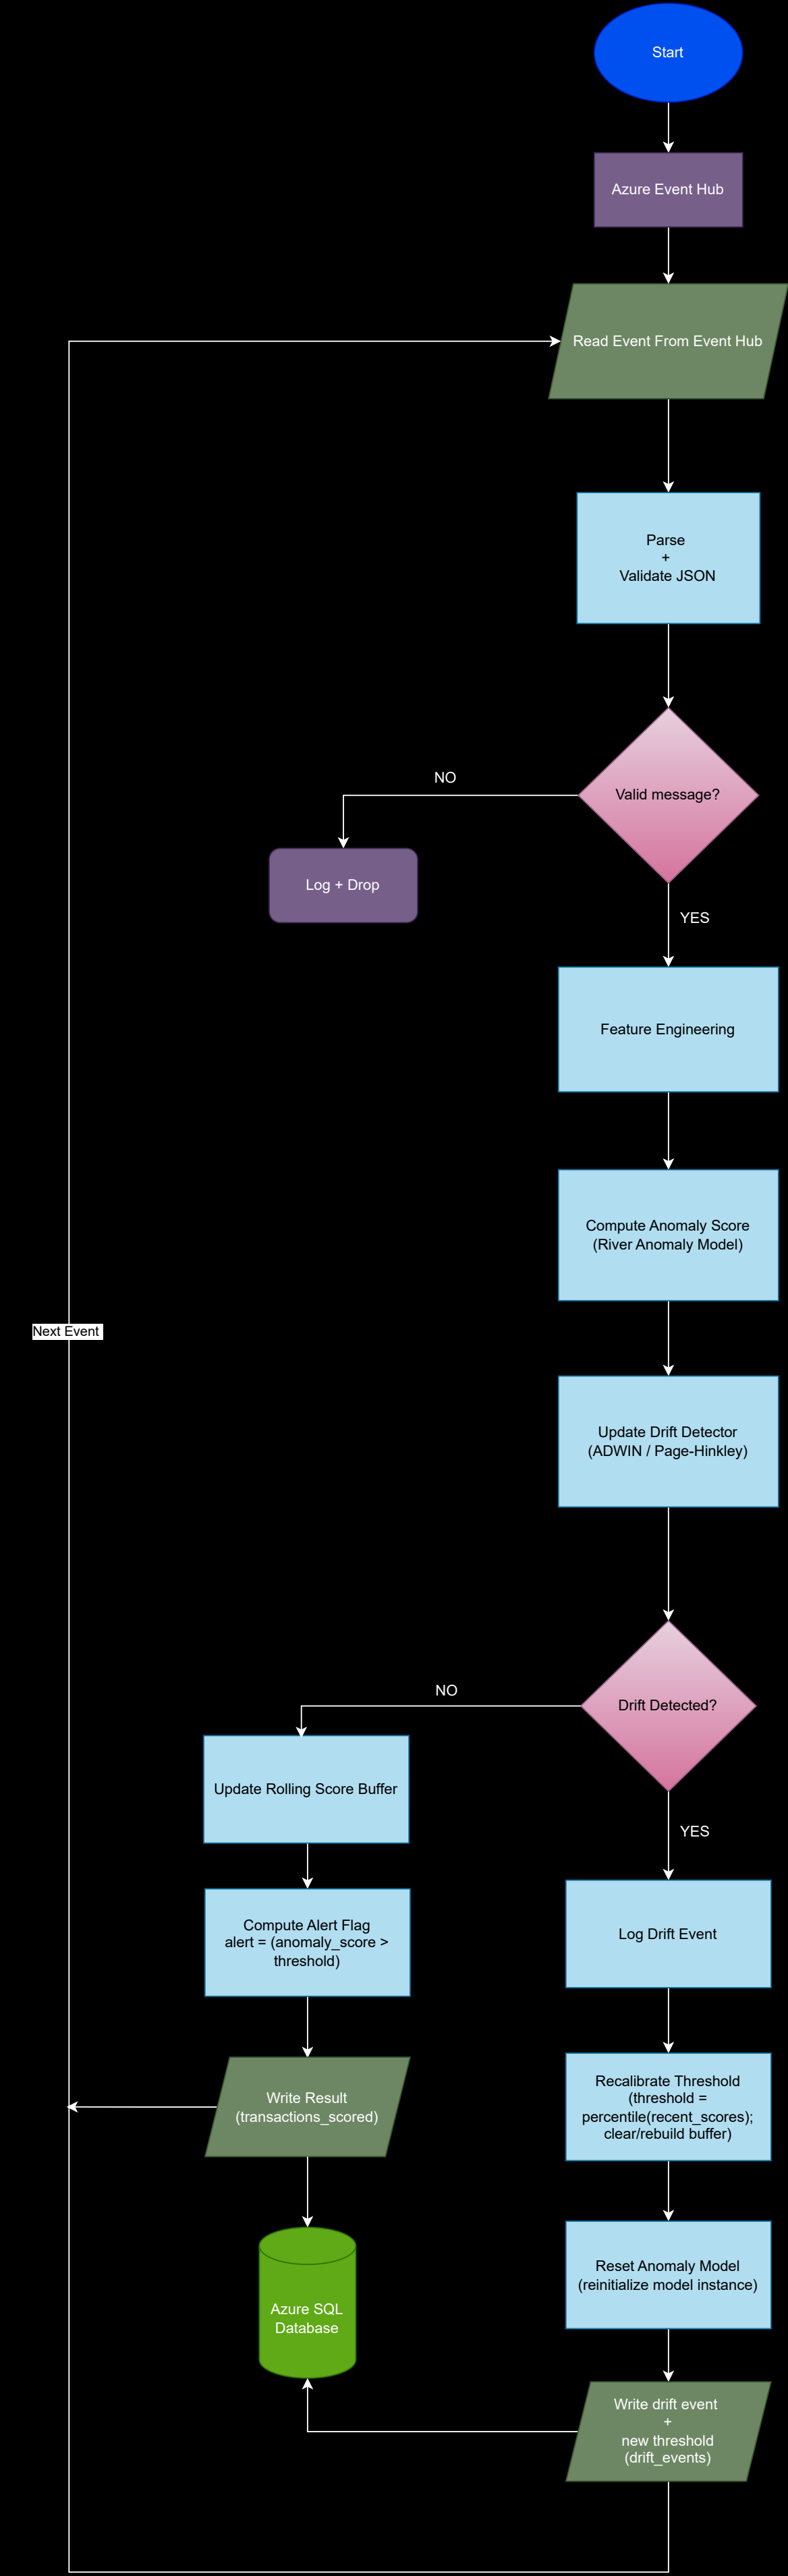 Start
Azure Event Hub
Read Event From Event Hub
Parse
+
Validate JSON
Valid message?
NO
Log + Drop
YES
Feature Engineering
Compute Anomaly Score
(River Anomaly Model)
Next Event
Update Drift Detector
(ADWIN / Page-Hinkley)
Drift Detected?
NO
Update Rolling Score Buffer
Compute Alert Flag
alert = (anomaly_score >
threshold)
Write Result
(transactions_scored)
Azure SQL
Database
YES
Log Drift Event
Recalibrate Threshold
(threshold =
percentile(recent_scores);
clear/rebuild buffer)
Reset Anomaly Model
(reinitialize model instance)
Write drift event
+
new threshold
(drift_events)